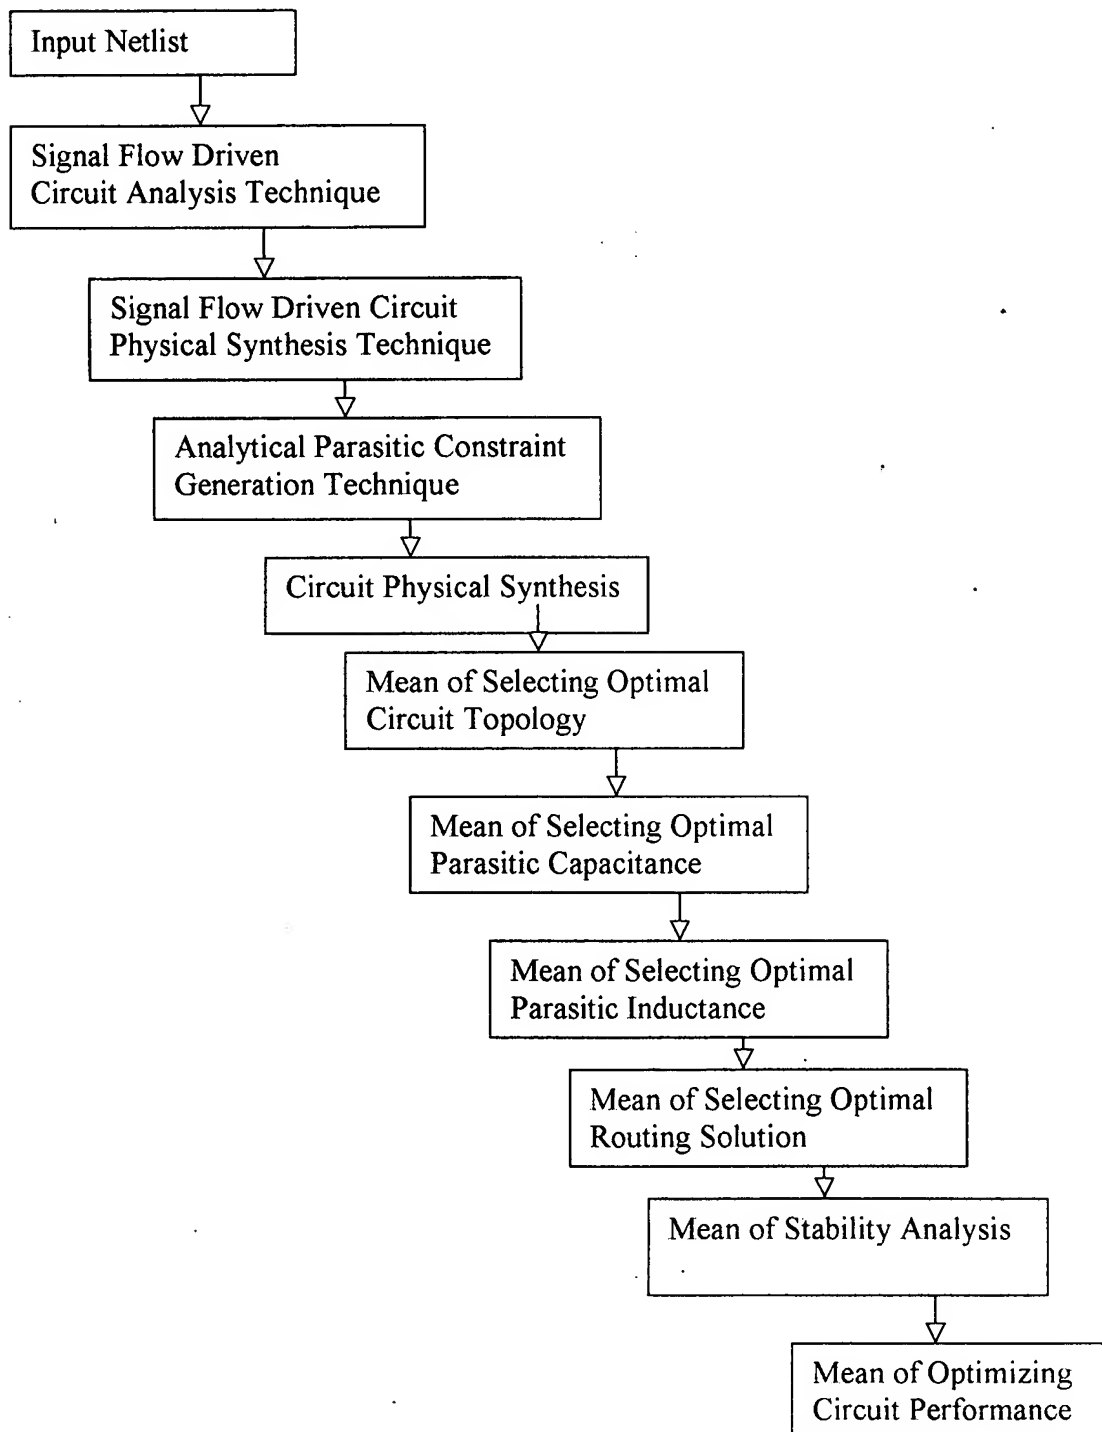 Input Netlist
Signal Flow Driven
Circuit Analysis Technique
Signal Flow Driven Circuit
Physical Synthesis Technique
Analytical Parasitic Constraint
Generation Technique
Circuit Physical Synthesis
Mean of Selecting Optimal
Circuit Topology
Mean of Selecting Optimal
Parasitic Capacitance
Mean of Selecting Optimal
Parasitic Inductance
Mean of Selecting Optimal
Routing Solution
Mean of Stability Analysis
Mean of Optimizing
Circuit Performance